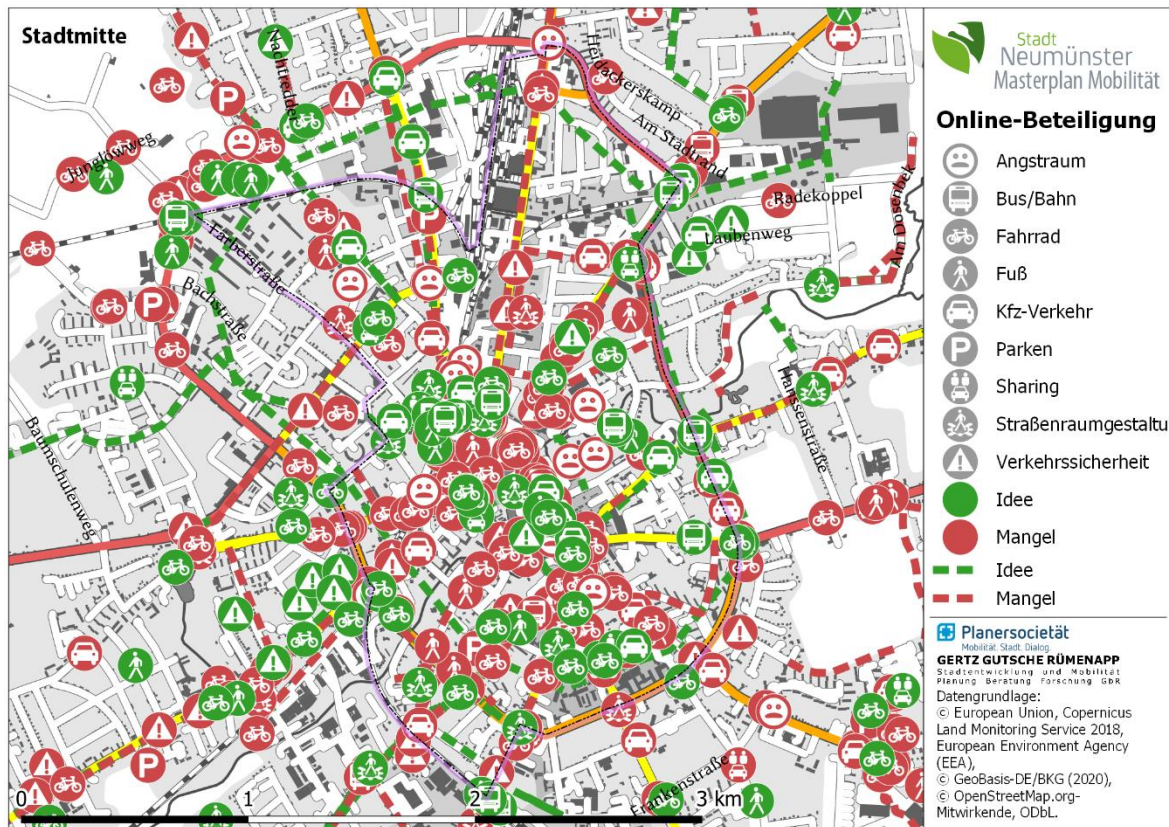 Stadtmitte
Nachtredder
Heidackerskamp
Am Stadtrand
Junglöwweg
Färberstraße
Bachstraße
Baumschulenweg
Radekoppel
Laubenweg
Am Dosenbek
Hanssenstraße
Frankenstraße
0 1 2 3 km
Stadt
Neumünster
Masterplan Mobilität
Online-Beteiligung
Angstraum
Bus/Bahn
Fahrrad
Fuß
Kfz-Verkehr
P Parken
Sharing
Straßenraumgestaltu
Verkehrssicherheit
Idee
Mangel
Idee
Mangel
Planersocietät
Mobilität. Stadt. Dialog.
GERTZ GUTSCHE RÜMENAPP
Stadtentwicklung und Mobilität
Planung Beratung Forschung GbR
Datengrundlage:
© European Union, Copernicus
Land Monitoring Service 2018,
European Environment Agency
(EEA),
© GeoBasis-DE/BKG (2020),
© OpenStreetMap.org-
Mitwirkende, ODbL.